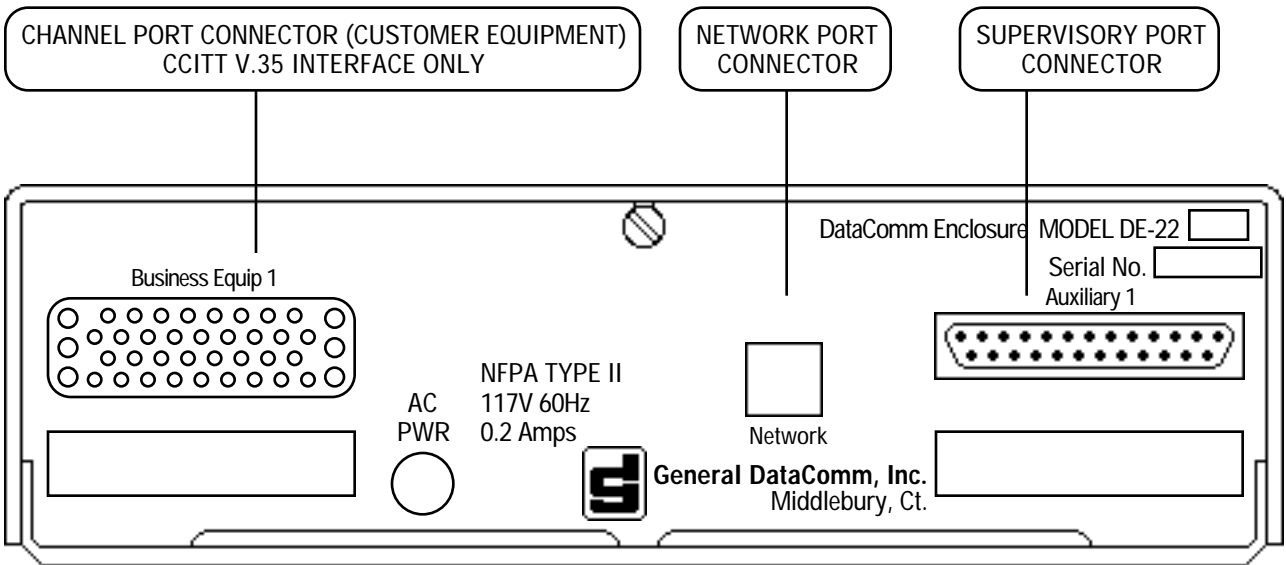 CHANNEL PORT CONNECTOR (CUSTOMER EQUIPMENT)
CCITT V.35 INTERFACE ONLY
NETWORK PORT
CONNECTOR
SUPERVISORY PORT
CONNECTOR
DataComm Enclosure MODEL DE-22
Serial No.
Business Equip 1
Auxiliary 1
AC
PWR
NFPA TYPE II
117V 60Hz
0.2 Amps
Network
General DataComm, Inc.
Middlebury, Ct.